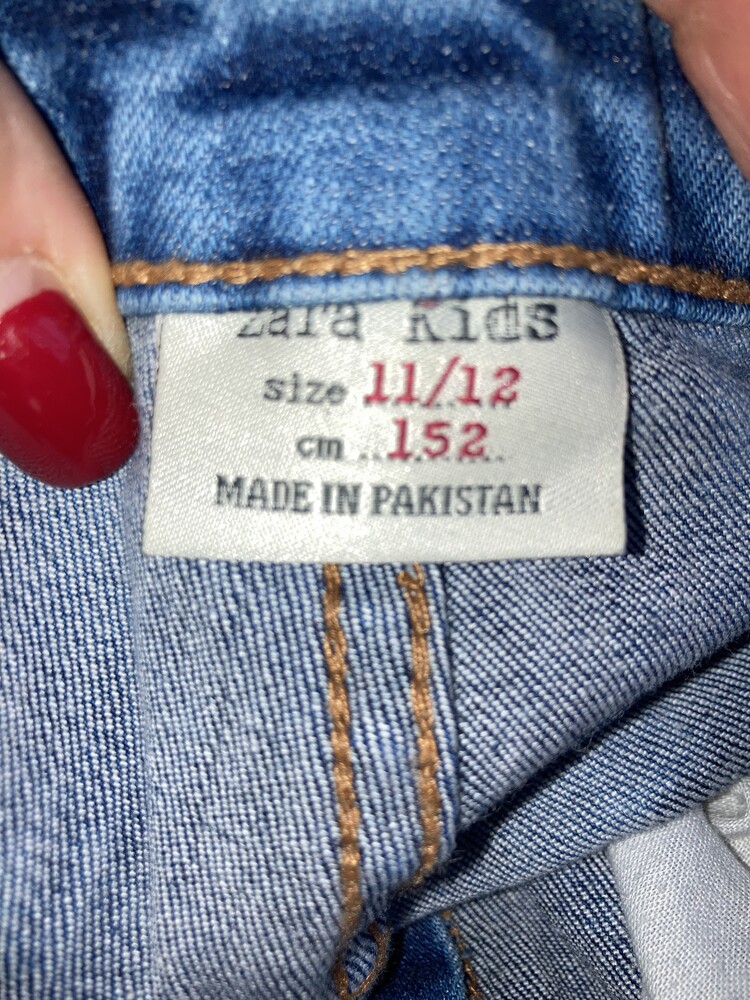 zara kids
size 11/12
cm 152
MADE IN PAKISTAN